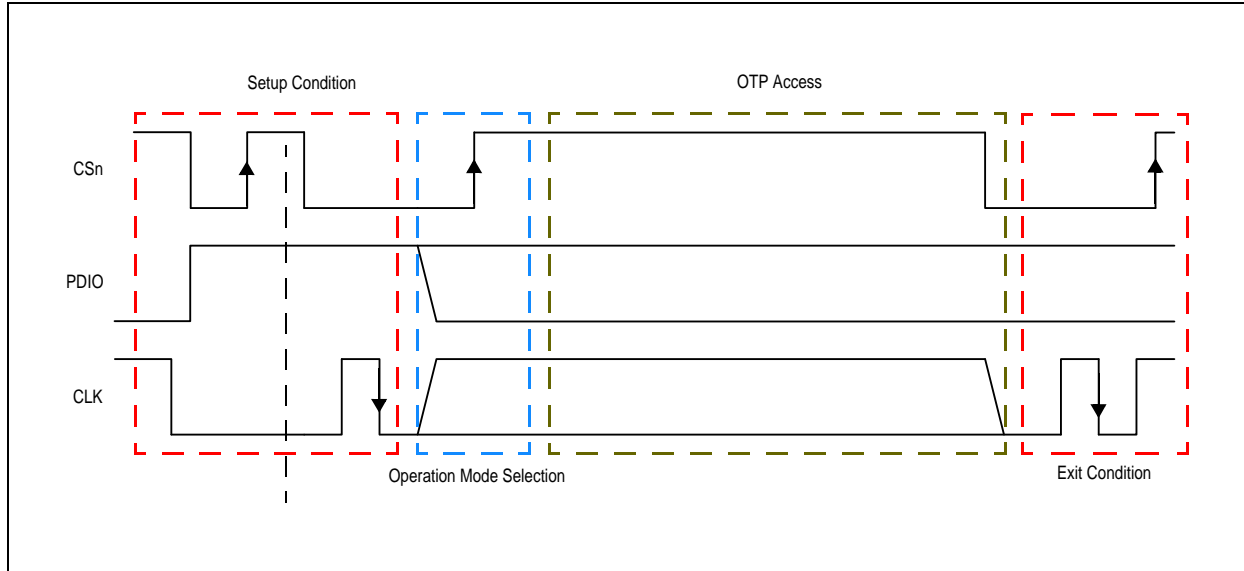 Setup Condition
OTP Access
CSn
PDIO
CLK
Operation Mode Selection
Exit Condition